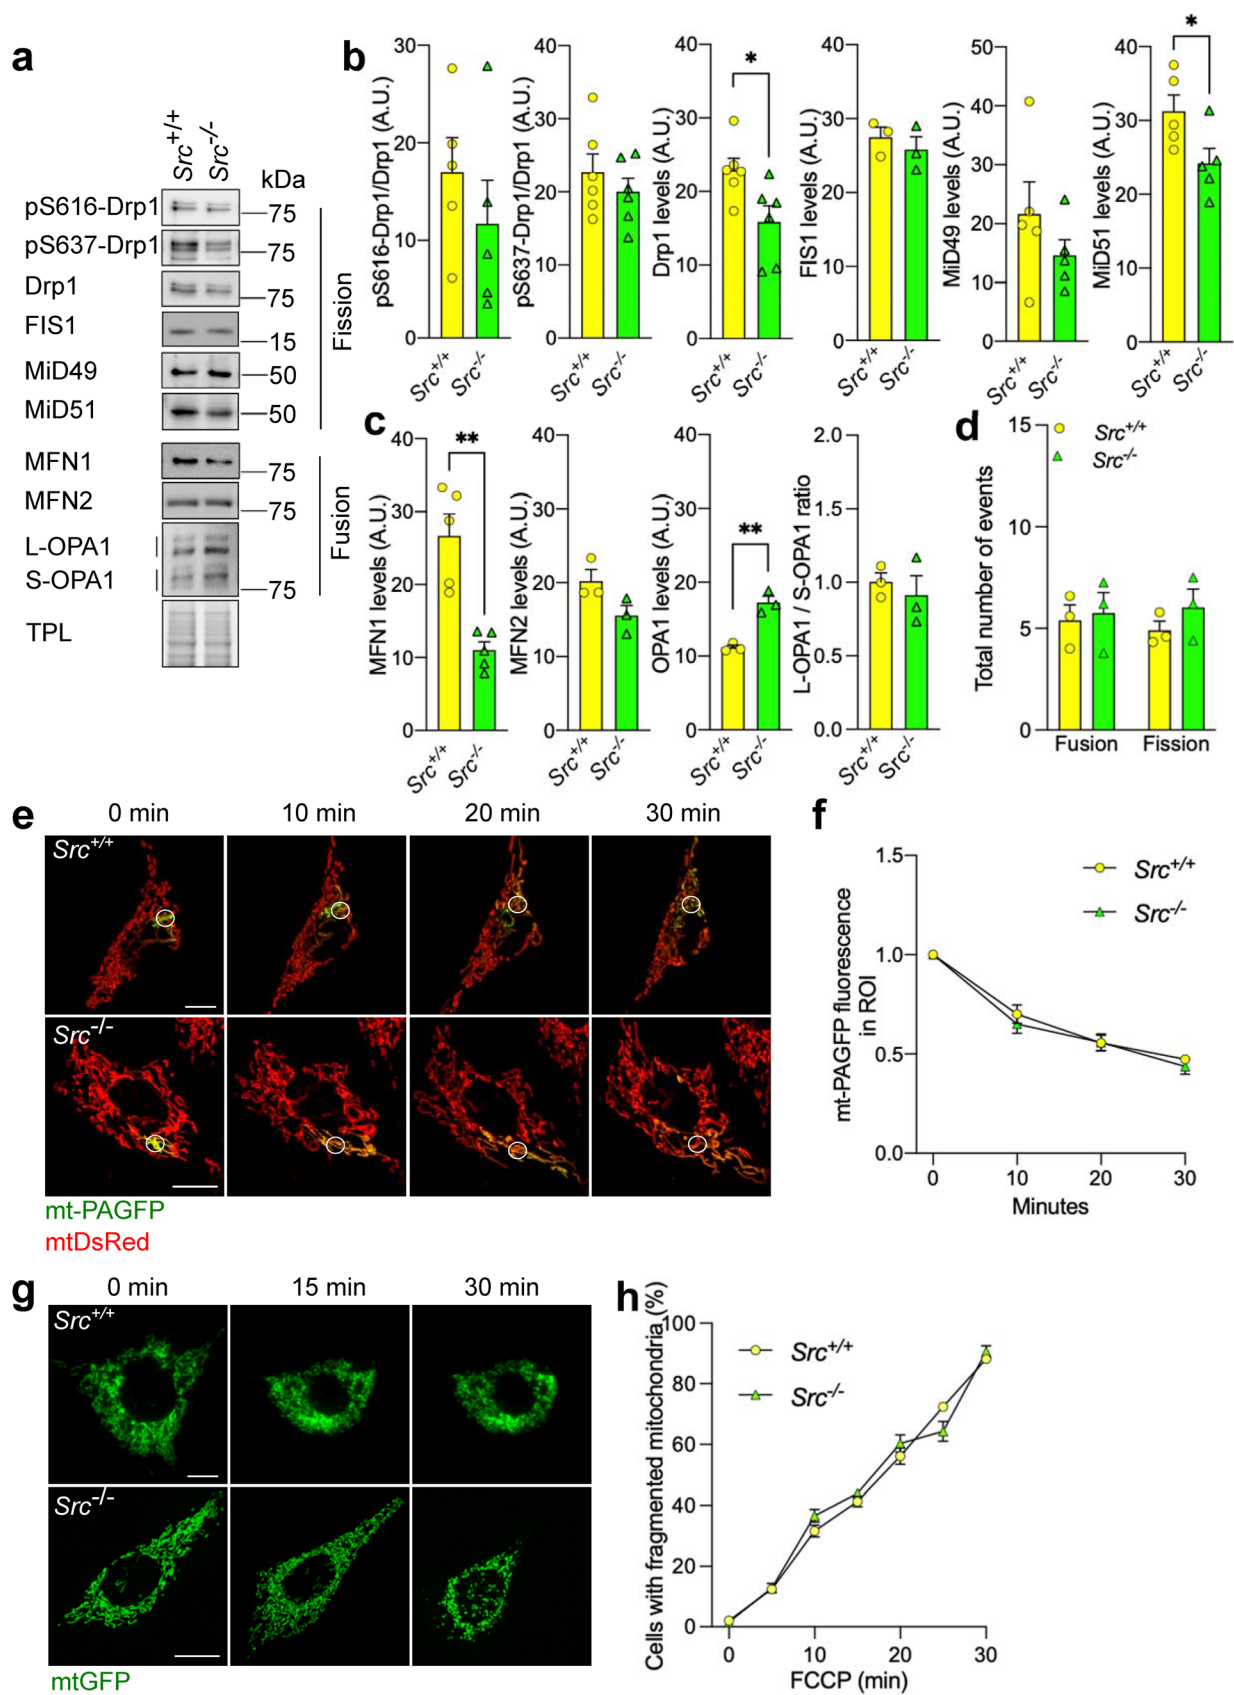 a
Src+/+
Src-/-
kDa
pS616-Drp1
75
pS637-Drp1
75
Drp1
75
FIS1
15
MiD49
50
MiD51
50
Fission
MFN1
75
MFN2
75
L-OPA1
S-OPA1
75
Fusion
TPL
b
pS616-Drp1/Drp1 (A.U.)
30
20
10
0
Src+/+
Src-/-
pS637-Drp1/Drp1 (A.U.)
40
30
20
10
0
Src+/+
Src-/-
Drp1 levels (A.U.)
40
30
20
10
0
*
Src+/+
Src-/-
FIS1 levels (A.U.)
40
30
20
10
0
Src+/+
Src-/-
MiD49 levels (A.U.)
50
40
30
20
10
0
Src+/+
Src-/-
MiD51 levels (A.U.)
40
30
20
10
0
*
Src+/+
Src-/-
c
MFN1 levels (A.U.)
40
30
20
10
0
**
Src+/+
Src-/-
MFN2 levels (A.U.)
40
30
20
10
0
Src+/+
Src-/-
OPA1 levels (A.U.)
40
30
20
10
0
**
Src+/+
Src-/-
L-OPA1 / S-OPA1 ratio
2.0
1.5
1.0
0.5
0.0
Src+/+
Src-/-
d
Total number of events
15
10
5
0
Src+/+
Src-/-
Fusion
Fission
e
0 min
10 min
20 min
30 min
Src+/+
Src-/-
mt-PAGFP
mtDsRed
f
mt-PAGFP fluorescence
in ROI
1.5
1.0
0.5
0.0
Src+/+
Src-/-
0
10
20
30
Minutes
g
0 min
15 min
30 min
Src+/+
Src-/-
mtGFP
h
Cells with fragmented mitochondria (%)
100
80
60
40
20
0
Src+/+
Src-/-
0
10
20
30
FCCP (min)